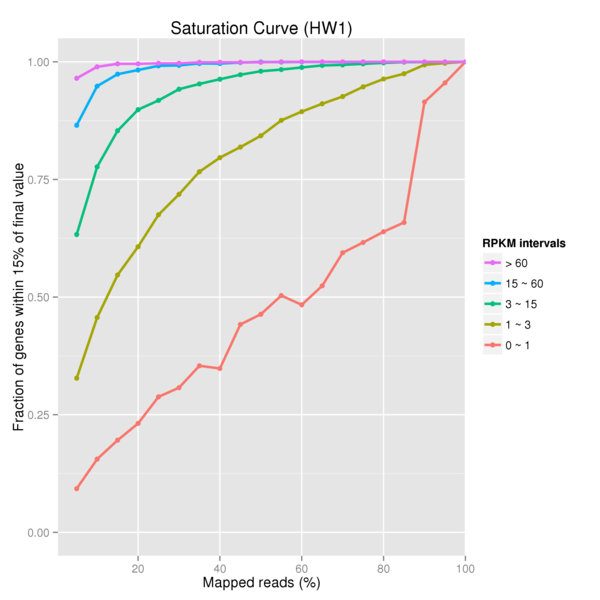 Saturation Curve (HW1)
Fraction of genes within 15% of final value
1.00
0.75
0.50
0.25
0.00
20
40
60
80
100
Mapped reads (%)
RPKM intervals
> 60
15 ~ 60
3 ~ 15
1 ~ 3
0 ~ 1